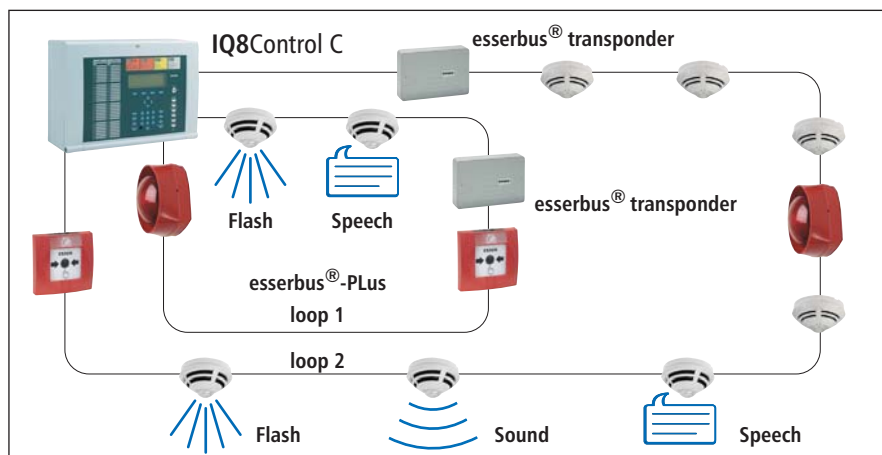 IQ8Control C
esserbus® transponder
Flash
Speech
esserbus® transponder
esserbus®-PLus
loop 1
loop 2
Flash
Sound
Speech